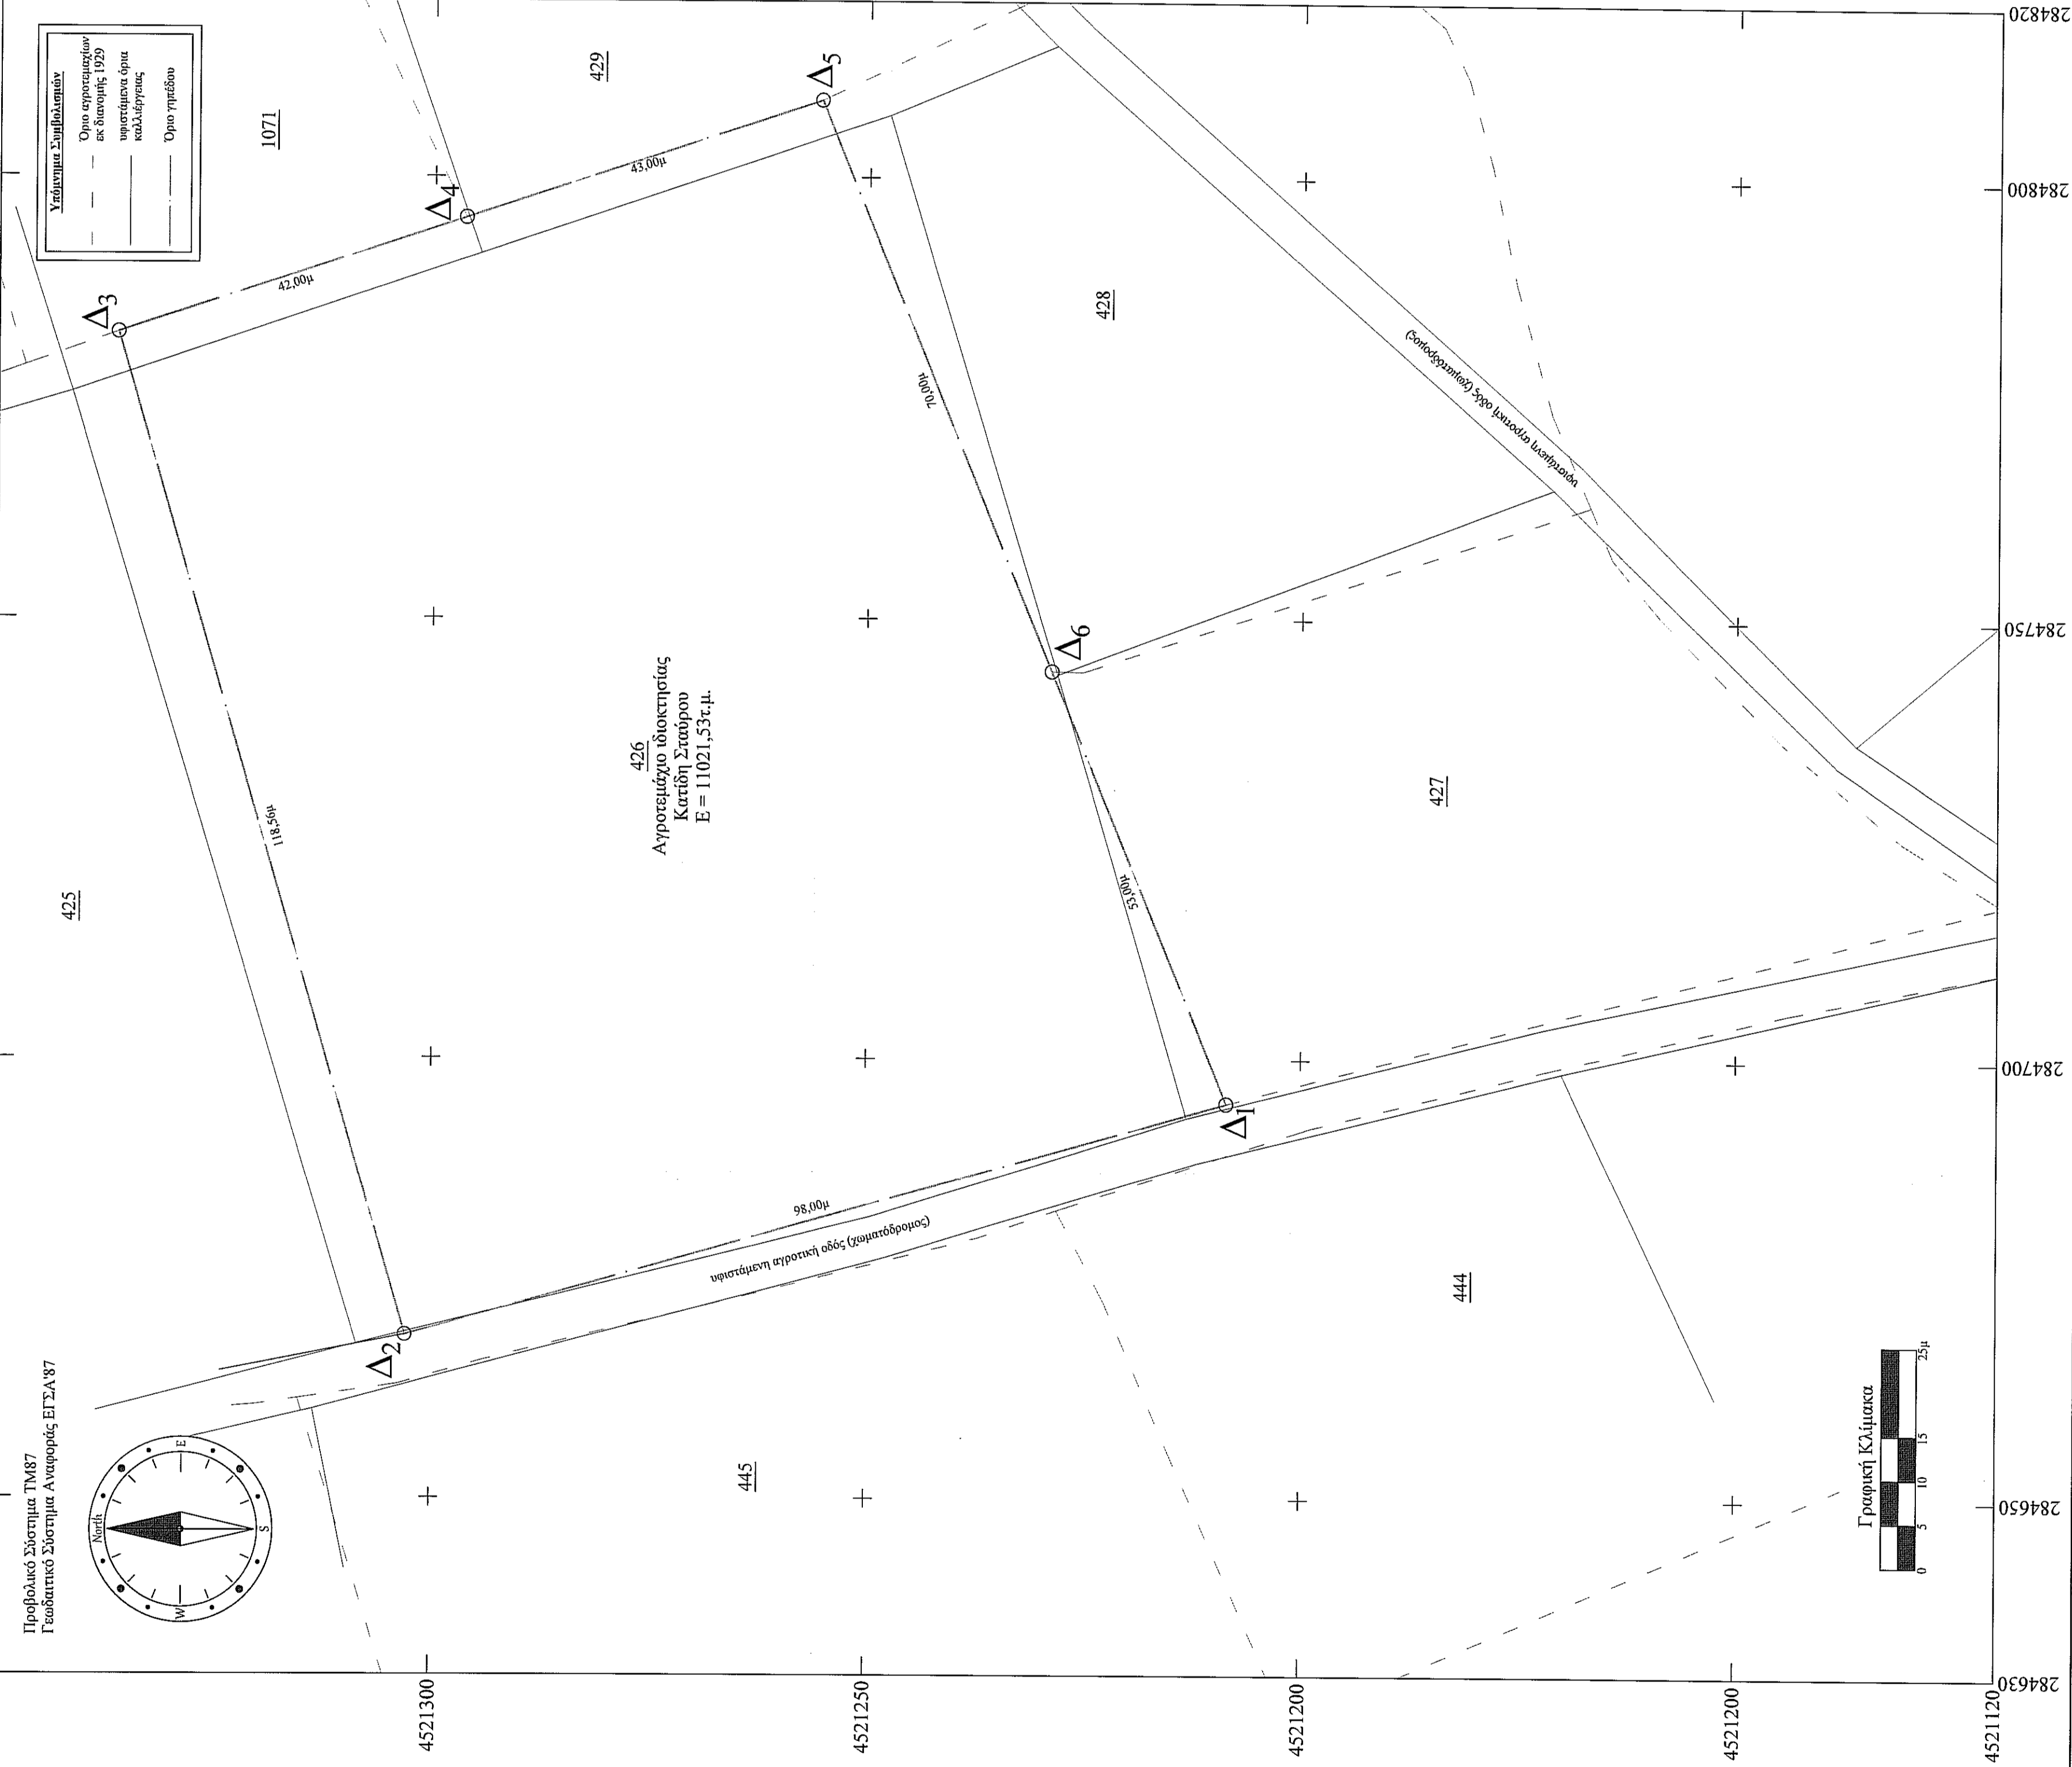 Προβολικό Σύστημα ΤΜ87
Γεωδαιτικό Σύστημα Αναφοράς ΕΓΣΑ'87
North
E
S
W
Υπόμνημα Συμβολισμών
Όριο αγροτεμαχίων
εκ διανομής 1929
υφιστάμενα όρια
καλλιέργειας
Όριο γηπέδου
425
1071
429
Δ3
42,00μ
Δ4
43,00μ
Δ5
118,56μ
70,00μ
428
426
Αγροτεμάχιο ιδιοκτησίας
Κατίδη Σταύρου
Ε = 11021,53τ.μ.
Δ6
53,00μ
427
Δ2
98,00μ
Δ1
υφιστάμενη αγροτική οδός (χωματόδρομος)
υφιστάμενη αγροτική οδός (χωματόδρομος)
445
444
Γραφική Κλίμακα
0
5
10
15
25μ
4521300
4521250
4521200
4521200
4521120
284630
284650
284700
284750
284800
284820